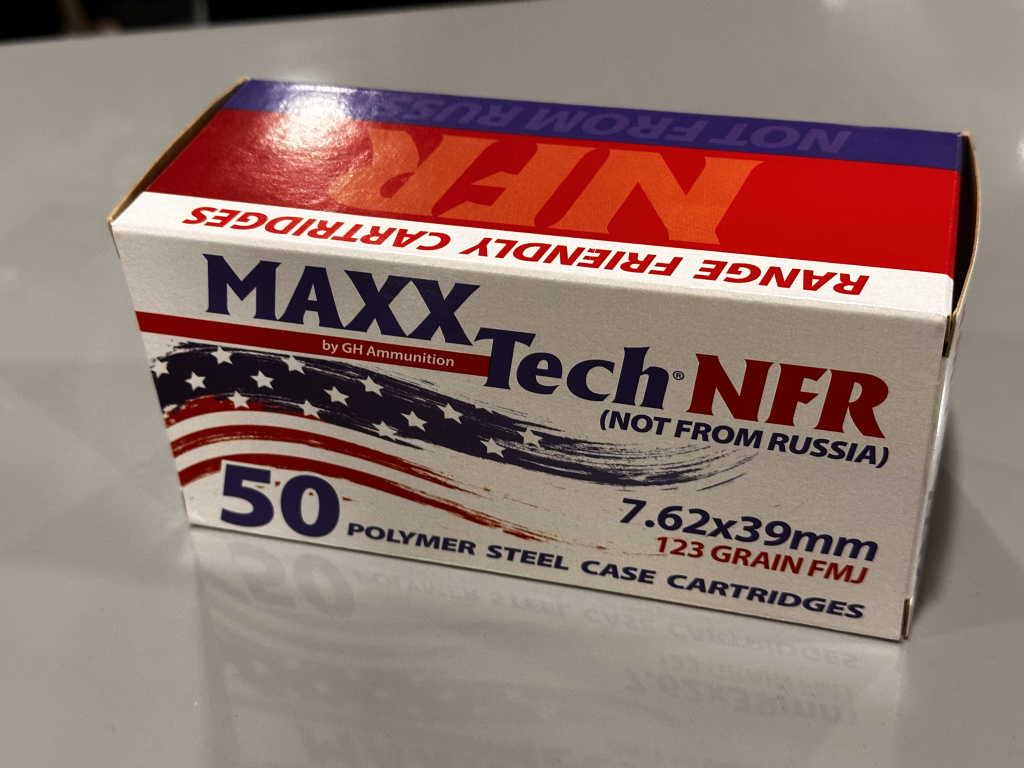 NOT FROM RUSSIA
NFR
RANGE FRIENDLY CARTRIDGES
MAXX
by GH Ammunition
Tech® NFR
(NOT FROM RUSSIA)
7.62x39mm
123 GRAIN FMJ
50 POLYMER STEEL CASE CARTRIDGES